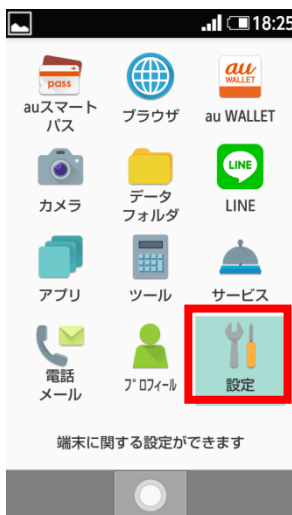 18:25
pass
au
WALLET
auスマート
パス
ブラウザ
au WALLET
LINE
カメラ
データ
フォルダ
LINE
アプリ
ツール
サービス
電話
メール
プロフィール
設定
端末に関する設定ができます